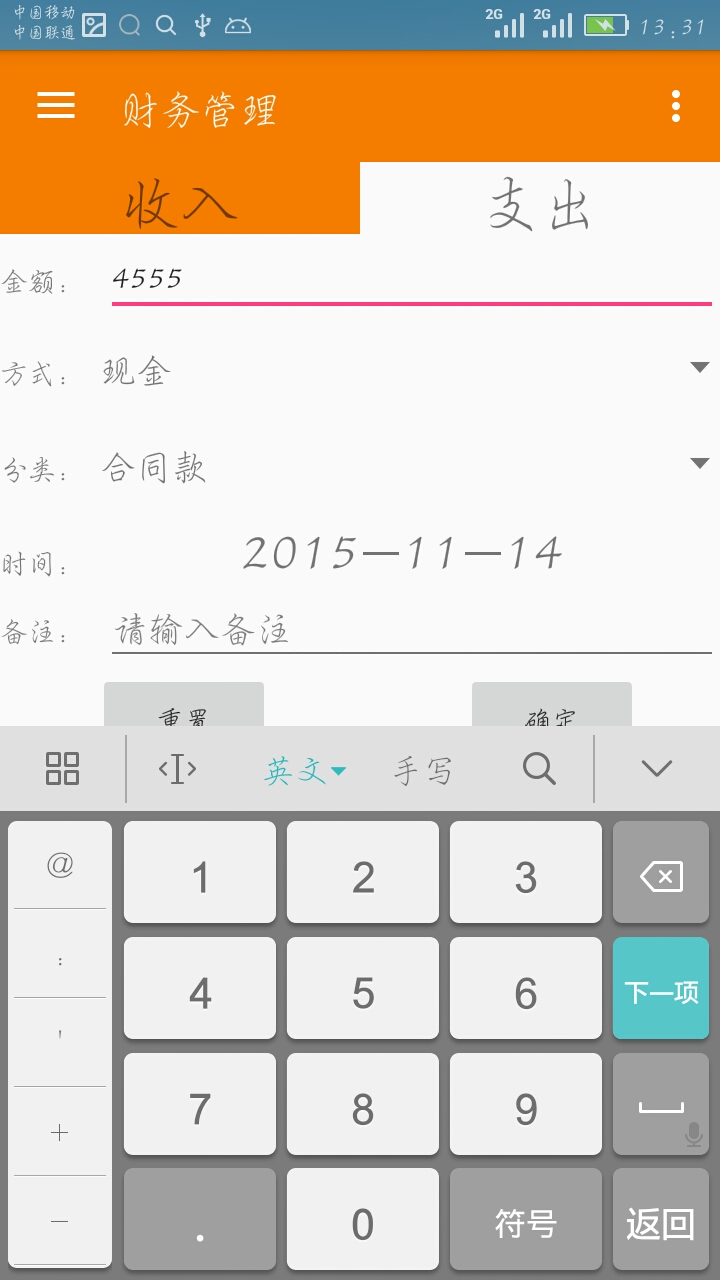 中国移动
中国联通
2G 2G 13:31
财务管理
收入 支出
金额： 4555
方式： 现金
分类： 合同款
时间： 2015-11-14
备注： 请输入备注
重置 确定
英文 手写
@ 1 2 3
: 4 5 6 下一项
' 7 8 9
+
- . 0 符号 返回